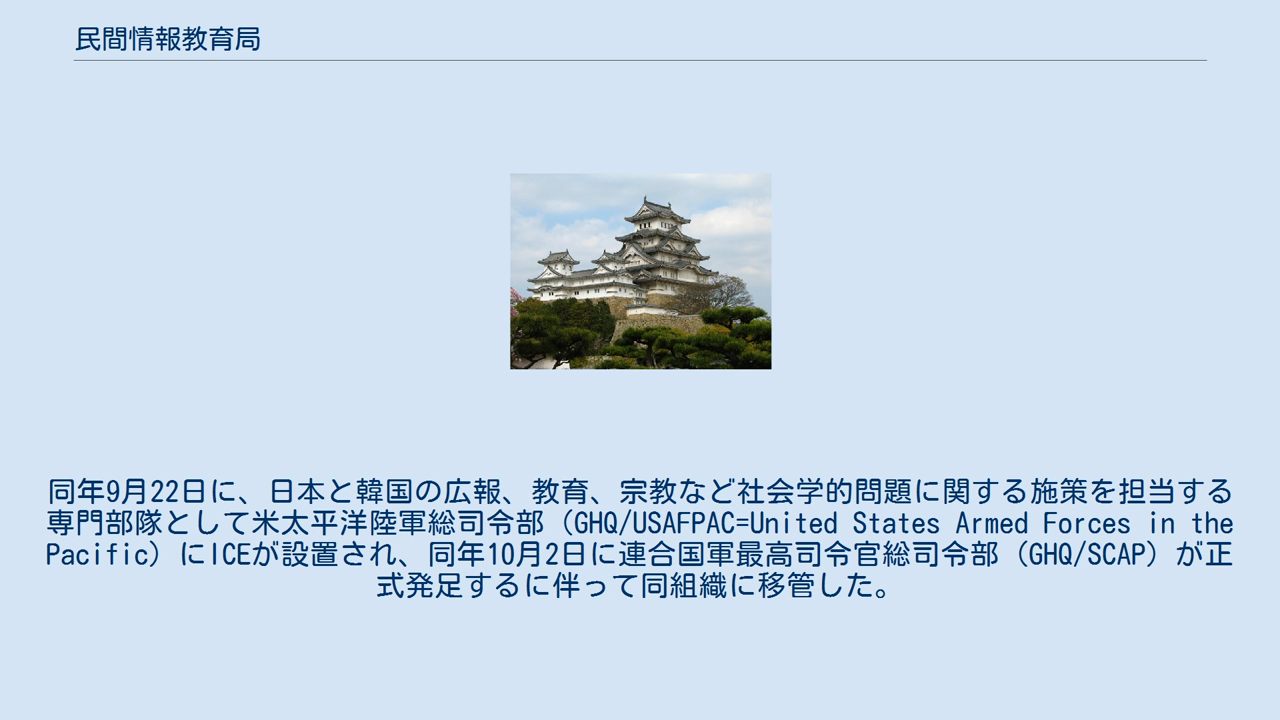 民間情報教育局
同年9月22日に、日本と韓国の広報、教育、宗教など社会学的問題に関する施策を担当する
専門部隊として米太平洋陸軍総司令部（GHQ/USAFPAC=United States Armed Forces in the
Pacific）にICEが設置され、同年10月2日に連合国軍最高司令官総司令部（GHQ/SCAP）が正
式発足するに伴って同組織に移管した。